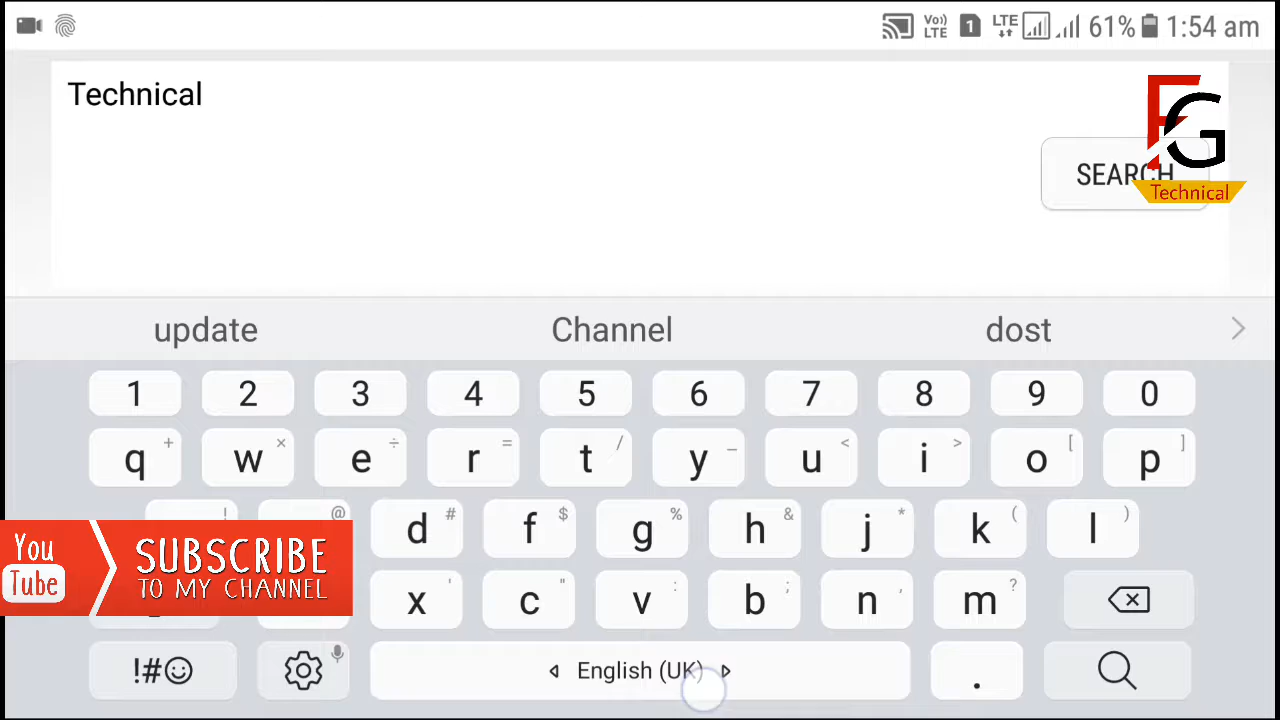 Vo)) LTE 1 LTE 61% 1:54 am
Technical
SEARCH
FG
Technical
update Channel dost
1 2 3 4 5 6 7 8 9 0
q + w × e ÷ r = t / y _ u < i > o [ p ]
! @ d # f $ g % h & j * k ( l )
You Tube SUBSCRIBE
TO MY CHANNEL
x ' c " v : b ; n , m ?
!#☺ English (UK) .